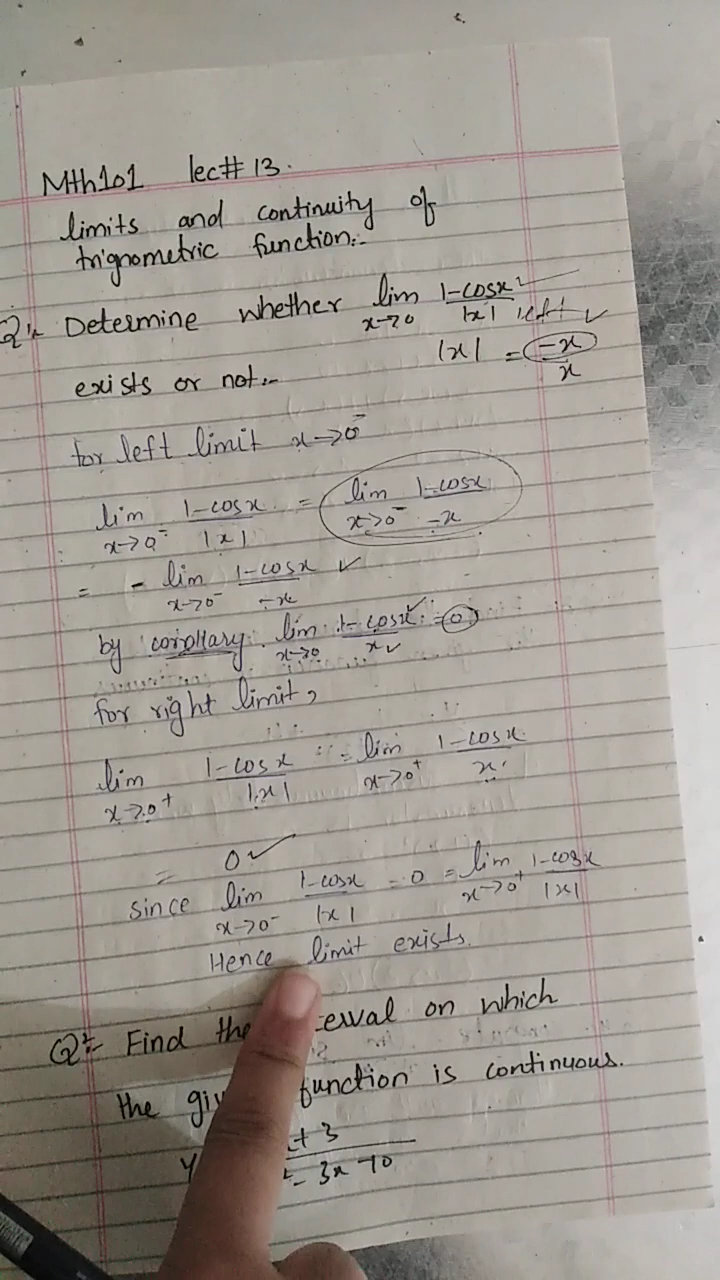 Mth101 lec# 13.
limits and continuity of
trignometric function:-
Q1:- Determine whether lim x→0 1-cosx / |x|
|x| = -x / x
exists or not:-
for left limit x→0⁻
lim x→0⁻ 1-cosx / |x| = lim x→0⁻ 1-cosx / -x
= - lim x→0⁻ 1-cosx / -x ✓
by corollary. lim x→0 1-cosx / x = 0
for right limit,
lim x→0⁺ 1-cosx / |x| = lim x→0⁺ 1-cosx / x
= 0 ✓
since lim x→0⁻ 1-cosx / |x| = 0 = lim x→0⁺ 1-cosx / |x|
Hence limit exists.
Q2:- Find the on which
the function is continuous.
+ 3
- 3x -10